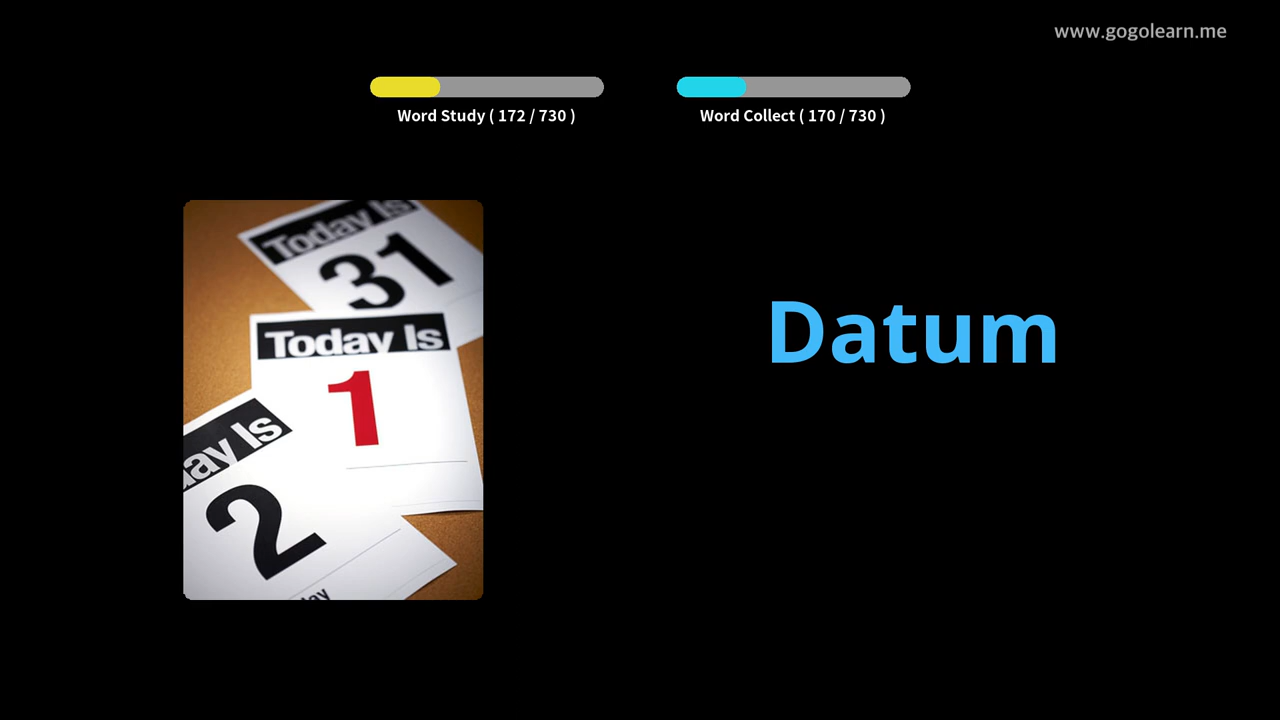 www.gogolearn.me
Word Study ( 172 / 730 )
Word Collect ( 170 / 730 )
Today Is
31
Today Is
1
ay Is
2
Datum